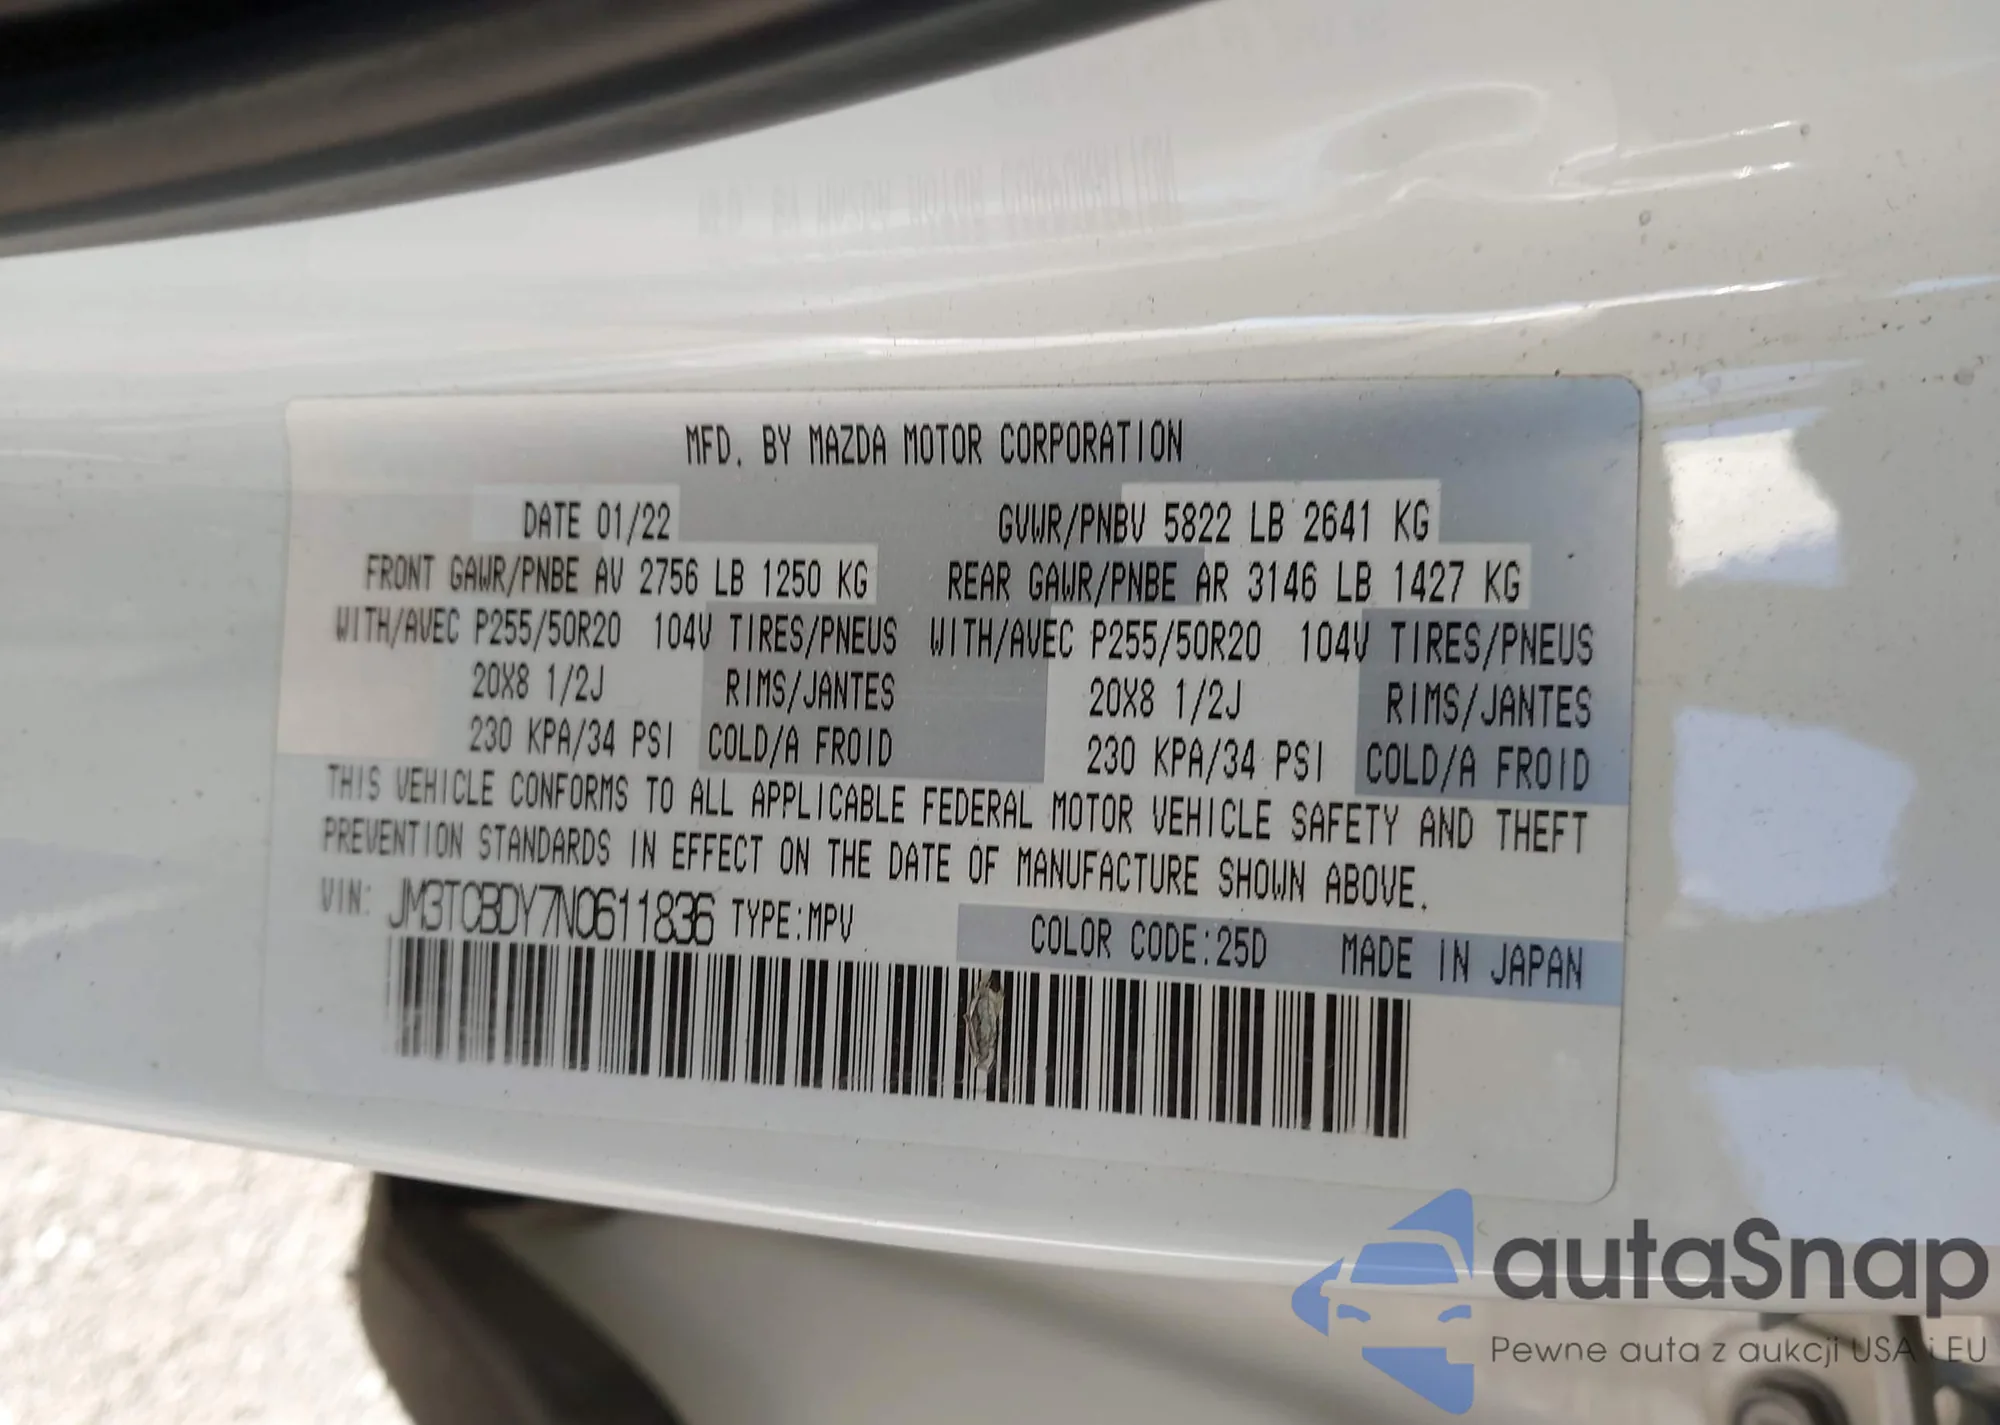 MFD. BY MAZDA MOTOR CORPORATION
DATE 01/22 GVWR/PNBV 5822 LB 2641 KG
FRONT GAWR/PNBE AV 2756 LB 1250 KG REAR GAWR/PNBE AR 3146 LB 1427 KG
WITH/AVEC P255/50R20 104V TIRES/PNEUS WITH/AVEC P255/50R20 104V TIRES/PNEUS
20X8 1/2J RIMS/JANTES 20X8 1/2J RIMS/JANTES
230 KPA/34 PSI COLD/A FROID 230 KPA/34 PSI COLD/A FROID
THIS VEHICLE CONFORMS TO ALL APPLICABLE FEDERAL MOTOR VEHICLE SAFETY AND THEFT
PREVENTION STANDARDS IN EFFECT ON THE DATE OF MANUFACTURE SHOWN ABOVE.
VIN: JM3TCBDY7N0611836 TYPE:MPV COLOR CODE:25D MADE IN JAPAN
autaSnap
Pewne auta z aukcji USA i EU